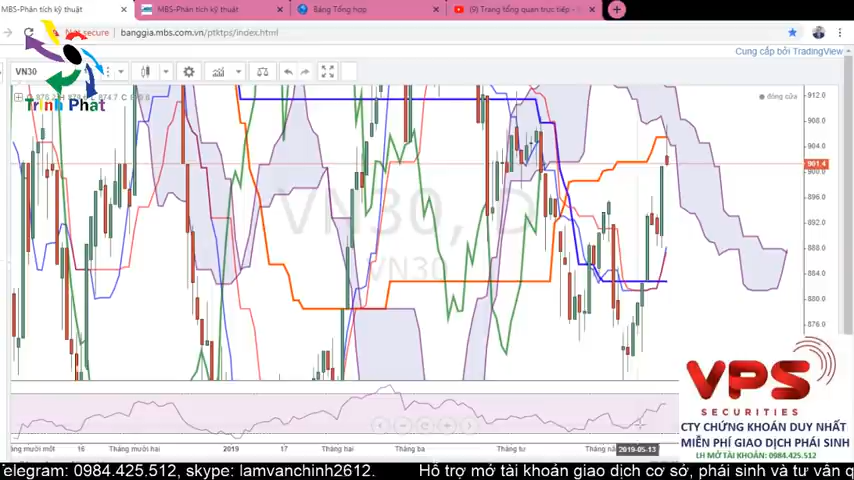 MBS-Phân tích kỹ thuật
MBS-Phân tích kỹ thuật
Bảng Tổng hợp
(9) Trang tổng quan trực tiếp -
Not secure
banggia.mbs.com.vn/ptktps/index.html
Cung cấp bởi TradingView
VN30
Trịnh Phát
đóng cửa
VN30, D
VN30
912.0
908.0
904.0
901.4
900.0
896.0
892.0
888.0
884.0
880.0
876.0
VPS
SECURITIES
CTY CHỨNG KHOÁN DUY NHẤT
MIỄN PHÍ GIAO DỊCH PHÁI SINH
LH MỞ TÀI KHOẢN: 0984.425.512
áng mười một 16 Tháng mười hai 2019 17 Tháng hai Tháng ba Tháng tư Tháng nă 2019-05-13
elegram: 0984.425.512, skype: lamvanchinh2612. Hỗ trợ mở tài khoản giao dịch cơ sở, phái sinh và tư vấn q